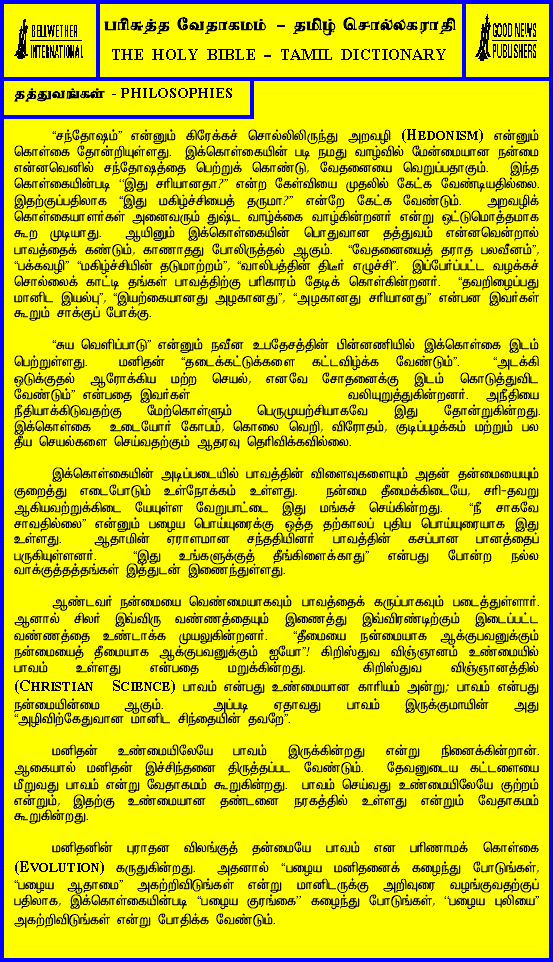 BELLWETHER
INTERNATIONAL
பரிசுத்த வேதாகமம் – தமிழ் சொல்லகராதி
THE HOLY BIBLE – TAMIL DICTIONARY
GOOD NEWS
PUBLISHERS
தத்துவங்கள் - PHILOSOPHIES
“சந்தோஷம்” என்னும் கிரேக்கச் சொல்லிலிருந்து அறவழி (HEDONISM) என்னும்
கொள்கை தோன்றியுள்ளது. இக்கொள்கையின் படி நமது வாழ்வில் மேன்மையான நன்மை
என்னவெனில் சந்தோஷத்தை பெற்றுக் கொண்டு, வேதனையை வெறுப்பதாகும். இந்த
கொள்கையின்படி “இது சரியானதா?” என்ற கேள்வியை முதலில் கேட்க வேண்டியதில்லை.
இதற்குப்பதிலாக “இது மகிழ்ச்சியைத் தருமா?” என்றே கேட்க வேண்டும். அறவழிக்
கொள்கையாளர்கள் அனைவரும் துஷ்ட வாழ்க்கை வாழ்கின்றனர் என்று ஒட்டுமொத்தமாக
கூற முடியாது. ஆயினும் இக்கொள்கையின் பொதுவான தத்துவம் என்னவென்றால்
பாவத்தைக் கண்டும், காணாதது போலிருத்தல் ஆகும். “வேதனையைத் தராத பலவீனம்”,
“பக்கவழி” “மகிழ்ச்சியின் தடுமாற்றம்”, “வாலிபத்தின் திடீர் எழுச்சி”. இப்பேர்ப்பட்ட வழக்கச்
சொல்லைக் காட்டி தங்கள் பாவத்திற்கு பரிகாரம் தேடிக் கொள்கின்றனர். “தவறிழைப்பது
மானிட இயல்பு”, “இயற்கையானது அழகானது”, “அழகானது சரியானது” என்பன இவர்கள்
கூறும் சாக்குப் போக்கு.
“சுய வெளிப்பாடு” என்னும் நவீன உபதேசத்தின் பின்னணியில் இக்கொள்கை இடம்
பெற்றுள்ளது. மனிதன் “தடைக்கட்டுக்களை கட்டவிழ்க்க வேண்டும்”. “அடக்கி
ஒடுக்குதல் ஆரோக்கிய மற்ற செயல், எனவே சோதனைக்கு இடம் கொடுத்துவிட
வேண்டும்” என்பதை இவர்கள் வலியுறுத்துகின்றனர். அநீதியை
நீதியாக்கிடுவதற்கு மேற்கொள்ளும் பெருமுயற்சியாகவே இது தோன்றுகின்றது.
இக்கொள்கை உடையோர் கோபம், கொலை வெறி, விரோதம், குடிப்பழக்கம் மற்றும் பல
தீய செயல்களை செய்வதற்கும் ஆதரவு தெரிவிக்கவில்லை.
இக்கொள்கையின் அடிப்படையில் பாவத்தின் விளைவுகளையும் அதன் தன்மையையும்
குறைத்து எடைபோடும் உள்நோக்கம் உள்ளது. நன்மை தீமைக்கிடையே, சரி-தவறு
ஆகியவற்றுக்கிடை யேயுள்ள வேறுபாட்டை இது மங்கச் செய்கின்றது. “நீ சாகவே
சாவதில்லை” என்னும் பழைய பொய்யுரைக்கு ஒத்த தற்காலப் புதிய பொய்யுரையாக இது
உள்ளது. ஆதாமின் ஏராளமான சந்ததியினர் பாவத்தின் கசப்பான பானத்தைப்
பருகியுள்ளனர். “இது உங்களுக்குத் தீங்கிளைக்காது” என்பது போன்ற நல்ல
வாக்குத்தத்தங்கள் இத்துடன் இணைந்துள்ளது.
ஆண்டவர் நன்மையை வெண்மையாகவும் பாவத்தைக் கருப்பாகவும் படைத்துள்ளார்.
ஆனால் சிலர் இவ்விரு வண்ணத்தையும் இணைத்து இவ்விரண்டிற்கும் இடைப்பட்ட
வண்ணத்தை உண்டாக்க முயலுகின்றனர். “தீமையை நன்மையாக ஆக்குபவனுக்கும்
நன்மையைத் தீமையாக ஆக்குபவனுக்கும் ஐயோ”! கிறிஸ்துவ விஞ்ஞானம் உண்மையில்
பாவம் உள்ளது என்பதை மறுக்கின்றது. கிறிஸ்துவ விஞ்ஞானத்தில்
(CHRISTIAN SCIENCE) பாவம் என்பது உண்மையான காரியம் அன்று; பாவம் என்பது
நன்மையின்மை ஆகும். அப்படி ஏதாவது பாவம் இருக்குமாயின் அது
“அழிவிற்கேதுவான மானிட சிந்தையின் தவறே”.
மனிதன் உண்மையிலேயே பாவம் இருக்கின்றது என்று நினைக்கின்றான்.
ஆகையால் மனிதன் இச்சிந்தனை திருத்தப்பட வேண்டும். தேவனுடைய கட்டளையை
மீறுவது பாவம் என்று வேதாகமம் கூறுகின்றது. பாவம் செய்வது உண்மையிலேயே குற்றம்
என்றும், இதற்கு உண்மையான தண்டனை நரகத்தில் உள்ளது என்றும் வேதாகமம்
கூறுகின்றது.
மனிதனின் புராதன விலங்குத் தன்மையே பாவம் என பரிணாமக் கொள்கை
(EVOLUTION) கருதுகின்றது. அதனால் “பழைய மனிதனைக் களைந்து போடுங்கள்,
“பழைய ஆதாமை” அகற்றிவிடுங்கள் என்று மானிடருக்கு அறிவுரை வழங்குவதற்குப்
பதிலாக, இக்கொள்கையின்படி “பழைய குரங்கை” களைந்து போடுங்கள், “பழைய புலியை”
அகற்றிவிடுங்கள் என்று போதிக்க வேண்டும்.